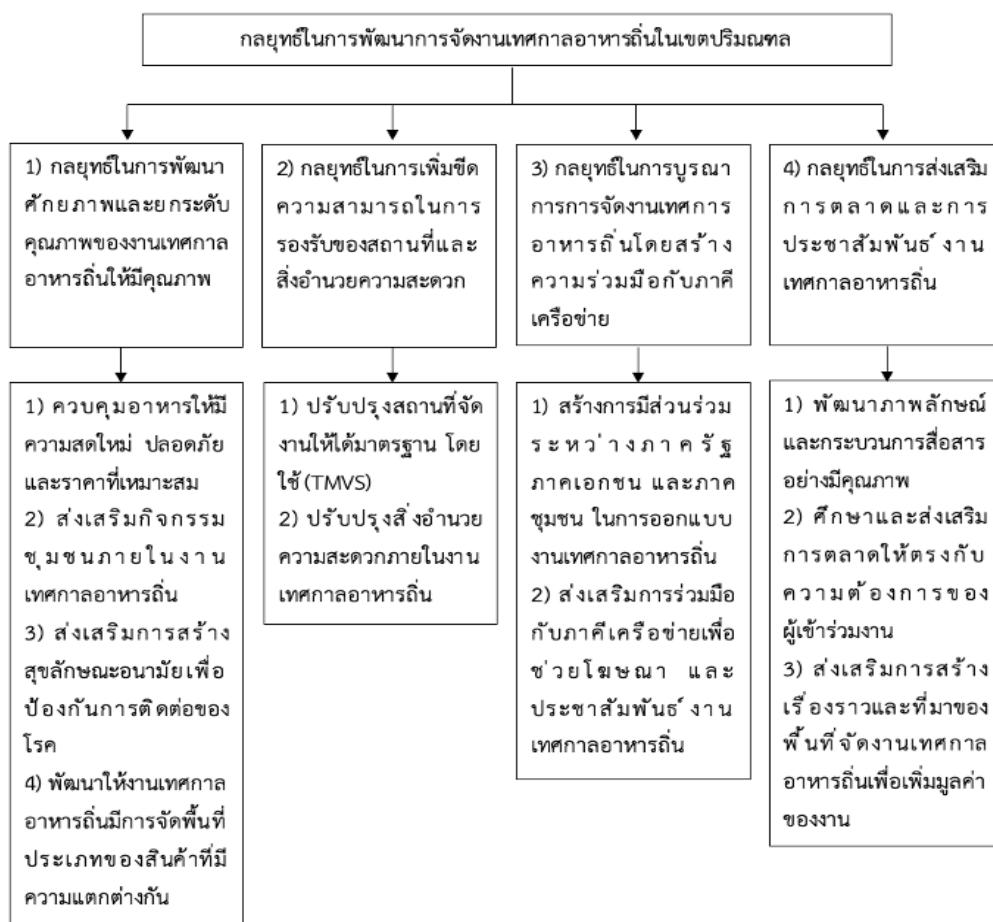 กลยุทธ์ในการพัฒนาการจัดงานเทศกาลอาหารถิ่นในเขตปริมณฑล
1) กลยุทธ์ในการพัฒนา
ศักยภาพและยกระดับ
คุณภาพของงานเทศกาล
อาหารถิ่นให้มีคุณภาพ
2) กลยุทธ์ในการเพิ่มขีด
ความสามารถในการ
รองรับของสถานที่และ
สิ่งอำนวยความสะดวก
3) กลยุทธ์ในการบูรณา
การการจัดงานเทศการ
อาหารถิ่นโดยสร้าง
ความร่วมมือกับภาคี
เครือข่าย
4) กลยุทธ์ในการส่งเสริม
การตลาดและการ
ประชาสัมพันธ์ งาน
เทศกาลอาหารถิ่น
1) ควบคุมอาหารให้มี
ความสดใหม่ ปลอดภัย
และราคาที่เหมาะสม
2) ส่งเสริมกิจกรรม
ชุมชนภายในงาน
เทศกาลอาหารถิ่น
3) ส่งเสริมการสร้าง
สุขลักษณะอนามัยเพื่อ
ป้องกันการติดต่อของ
โรค
4) พัฒนาให้งานเทศกาล
อาหารถิ่นมีการจัดพื้นที่
ประเภทของสินค้าที่มี
ความแตกต่างกัน
1) ปรับปรุงสถานที่จัด
งานให้ได้มาตรฐาน โดย
ใช้ (TMVS)
2) ปรับปรุงสิ่งอำนวย
ความสะดวกภายในงาน
เทศกาลอาหารถิ่น
1) สร้างการมีส่วนร่วม
ระหว่างภาครัฐ
ภาคเอกชน และภาค
ชุมชน ในการออกแบบ
งานเทศกาลอาหารถิ่น
2) ส่งเสริมการร่วมมือ
กับภาคีเครือข่ายเพื่อ
ช่วยโฆษณา และ
ประชาสัมพันธ์ งาน
เทศกาลอาหารถิ่น
1) พัฒนาภาพลักษณ์
และกระบวนการสื่อสาร
อย่างมีคุณภาพ
2) ศึกษาและส่งเสริม
การตลาดให้ตรงกับ
ความต้องการของ
ผู้เข้าร่วมงาน
3) ส่งเสริมการสร้าง
เรื่องราวและที่มาของ
พื้นที่จัดงานเทศกาล
อาหารถิ่นเพื่อเพิ่มมูลค่า
ของงาน